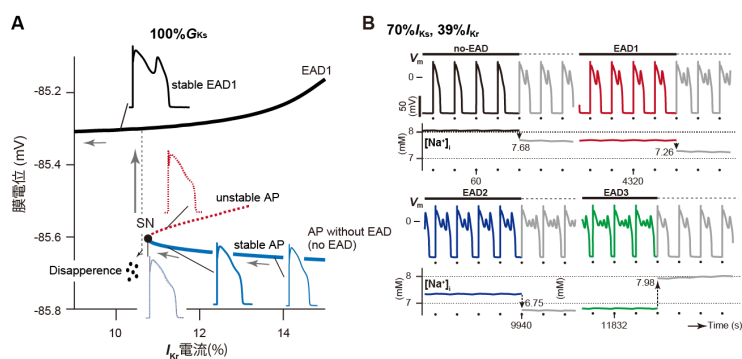 A
100%GKs
-85.2
-85.4
-85.6
-85.8
膜電位 (mV)
stable EAD1
EAD1
unstable AP
SN
AP without EAD
(no EAD)
stable AP
Disapperence
10
12
14
IKr電流(%)
B
70%IKs, 39%IKr
no-EAD
EAD1
Vm
0
50
(mV)
(mM)
[Na+]i
8
7
7.68
7.26
60
4320
EAD2
EAD3
Vm
0
(mM)
[Na+]i
8
7
6.75
(mM)
7.98
8
7
9940
11832
Time (s)